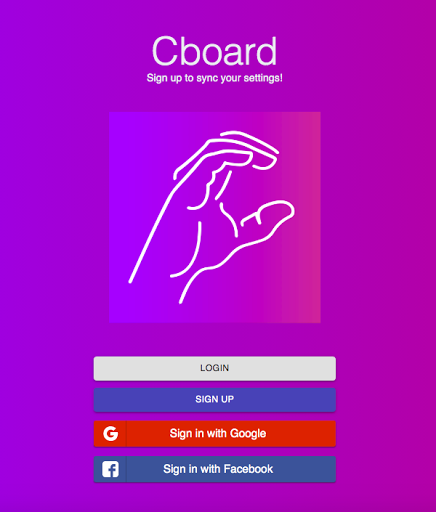 Cboard
Sign up to sync your settings!
LOGIN
SIGN UP
Sign in with Google
Sign in with Facebook